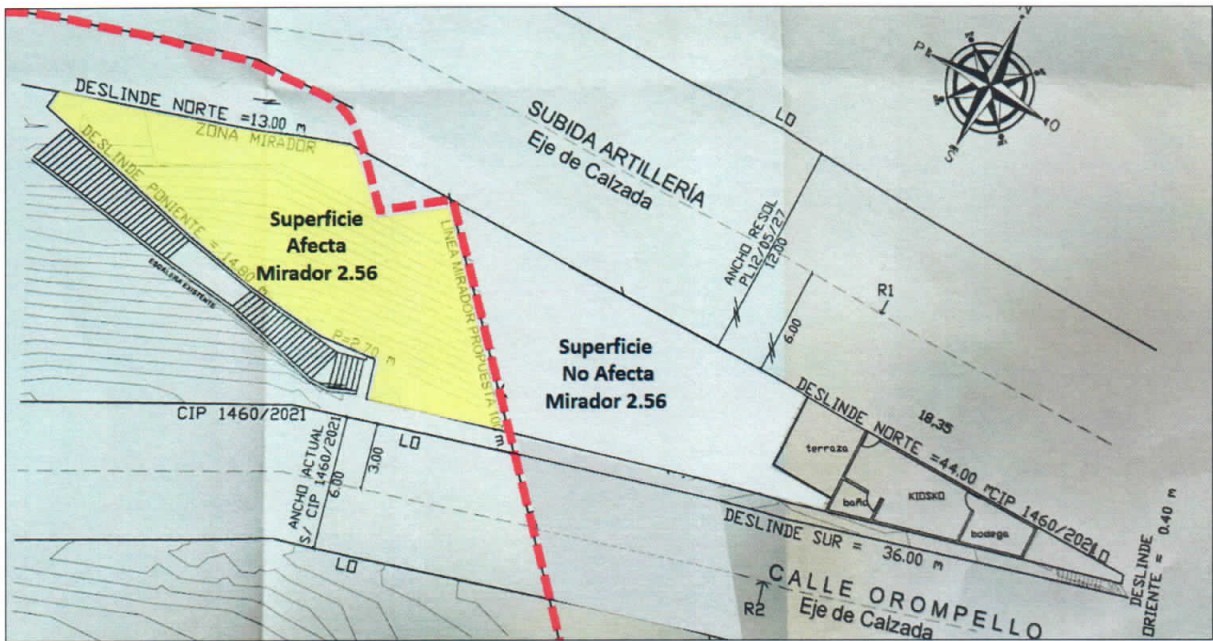 DESLINDE NORTE =13.00 m
ZONA MIRADOR
DESLINDE PONIENTE = 14.80 m
ESCALERA EXISTENTE
P=2.70 m
Superficie
Afecta
Mirador 2.56
LINEA MIRADOR PROPUESTA 100 m
Superficie
No Afecta
Mirador 2.56
SUBIDA ARTILLERÍA
Eje de Calzada
LO
ANCHO RESOL
PL12/05/27
12.00
6.00
R1
N
P
O
S
CIP 1460/2021
LO
ANCHO ACTUAL
S/ CIP 1460/2021
6.00
3.00
LO
DESLINDE NORTE =44.00 m
18,35
CIP 1460/2021
LO
terraza
baño
KIOSKO
bodega
DESLINDE SUR = 36.00 m
DESLINDE
ORIENTE = 0.40 m
CALLE OROMPELLO
Eje de Calzada
R2